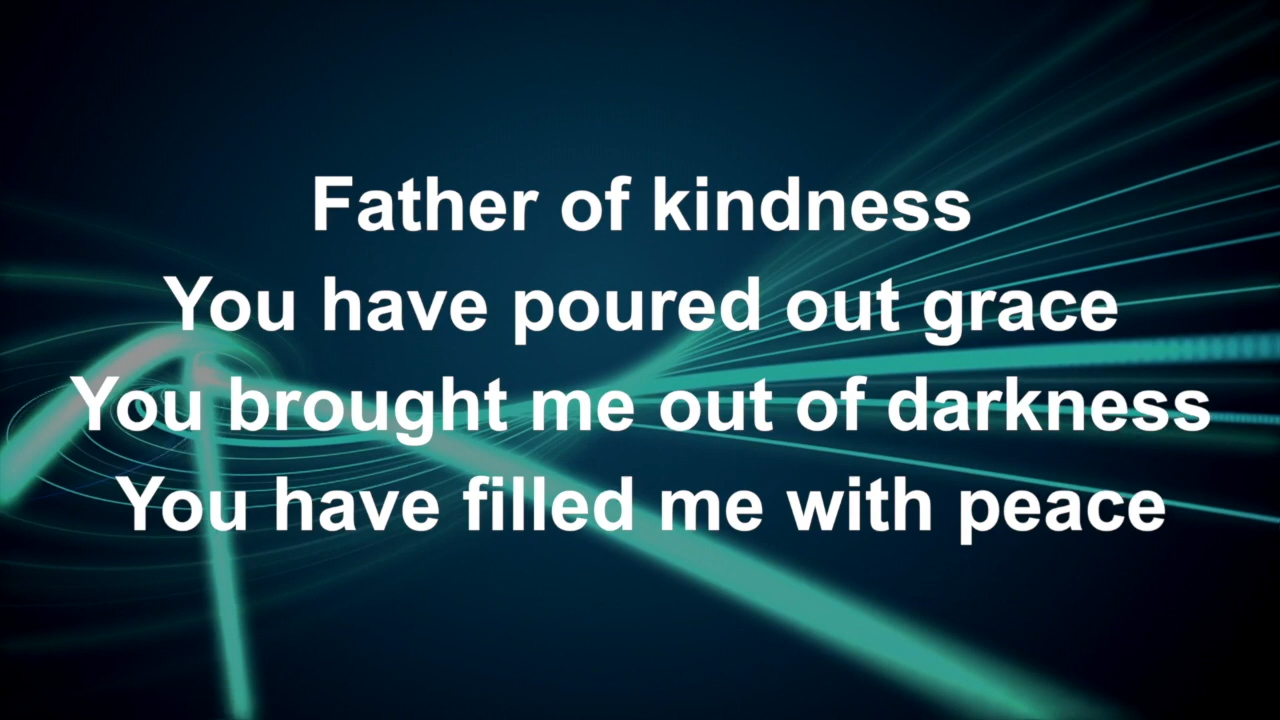 Father of kindness
You have poured out grace
You brought me out of darkness
You have filled me with peace